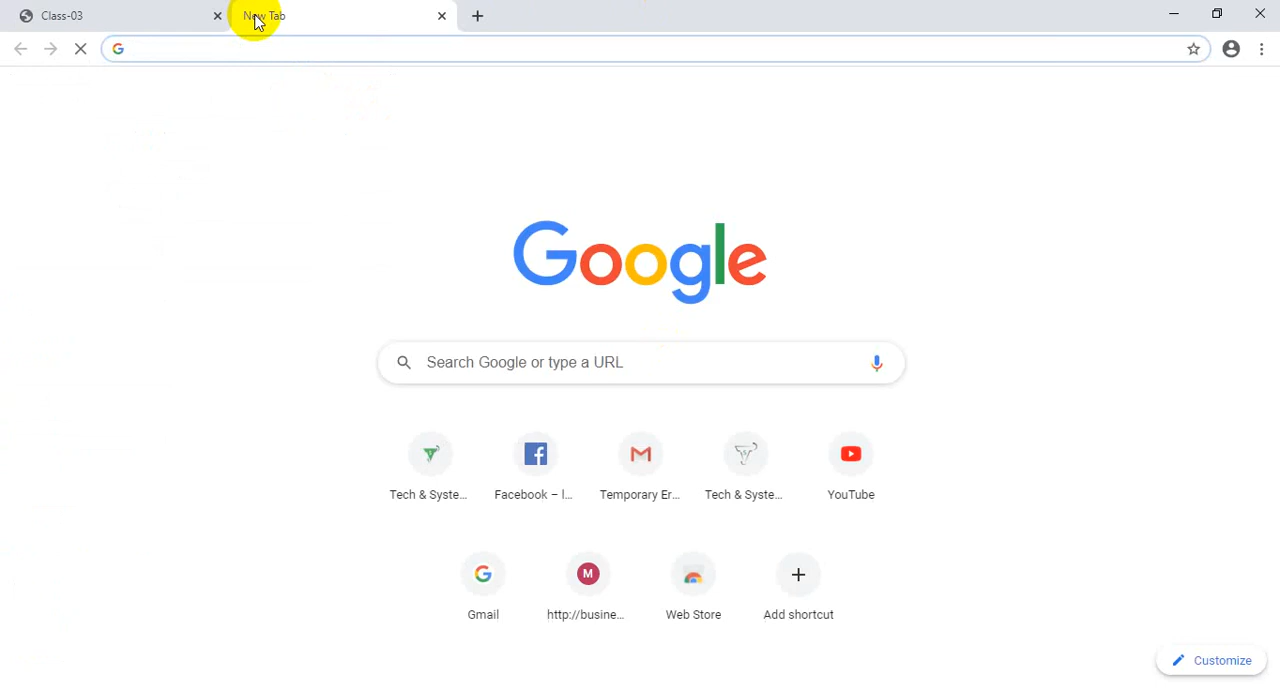 Class-03
New Tab
Google
Search Google or type a URL
Tech & Syste...
Facebook – l...
Temporary Er...
Tech & Syste...
YouTube
M
Gmail
http://busine...
Web Store
Add shortcut
Customize